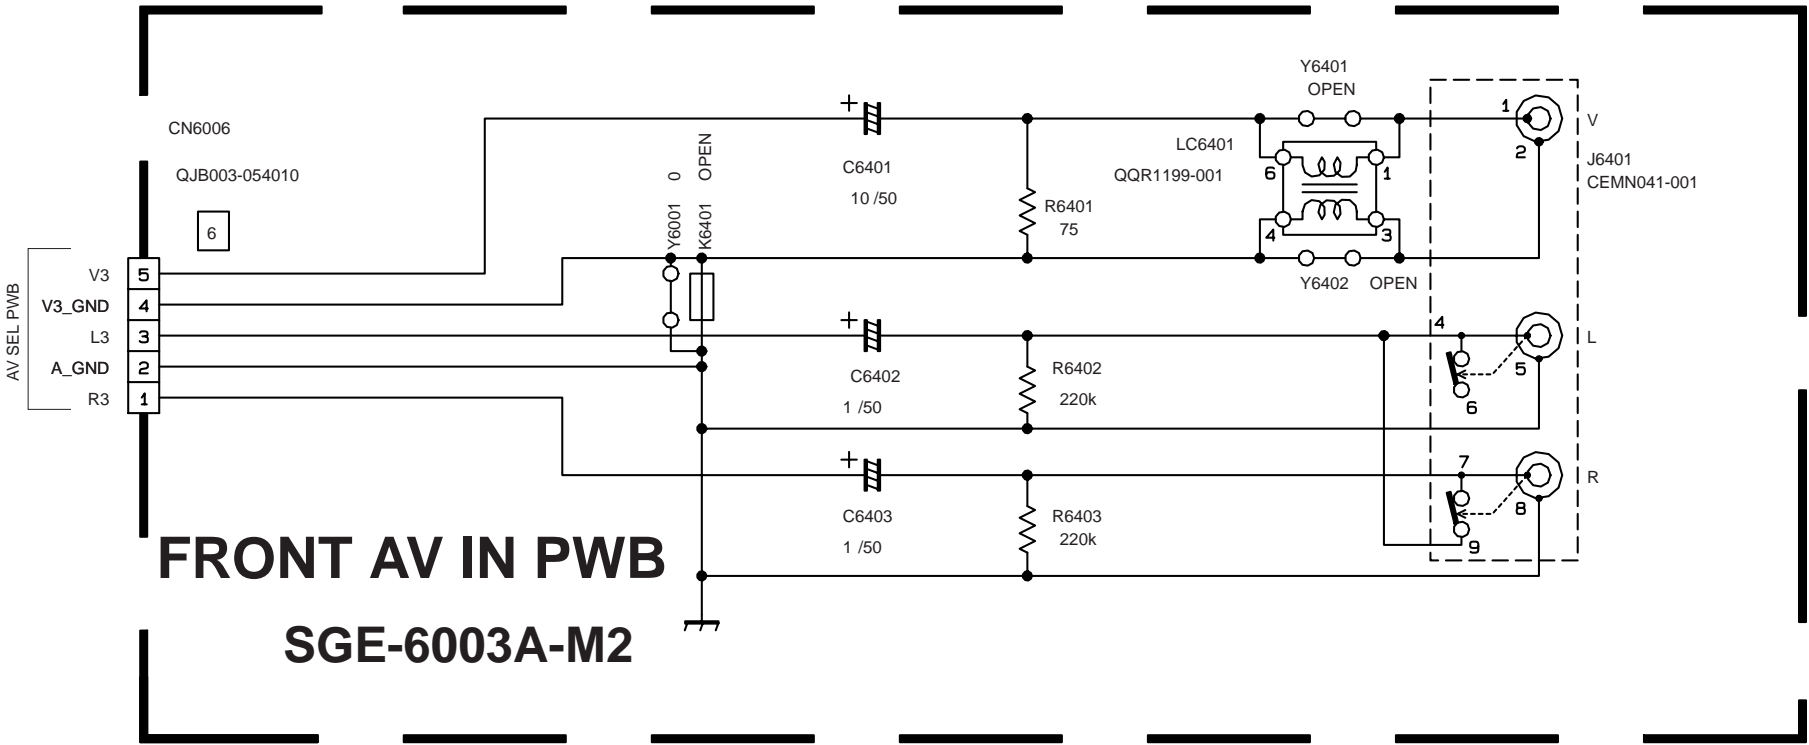 Y6401
OPEN
CN6006
QJB003-054010
6
Y6001 0
K6401 OPEN
+
C6401
10 /50
R6401
75
LC6401
QQR1199-001
6
1
4
3
Y6402 OPEN
1
2
V
J6401
CEMN041-001
AV SEL PWB
V3 5
V3_GND 4
L3 3
A_GND 2
R3 1
+
C6402
1 /50
R6402
220k
4
5
6
L
+
C6403
1 /50
R6403
220k
7
8
9
R
FRONT AV IN PWB
SGE-6003A-M2